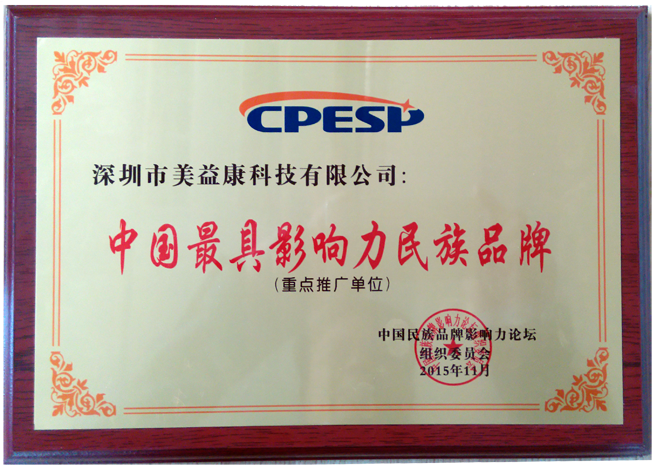 CPESP
深圳市美益康科技有限公司:
中国最具影响力民族品牌
(重点推广单位)
中国民族品牌影响力论坛
组织委员会
2015年11月